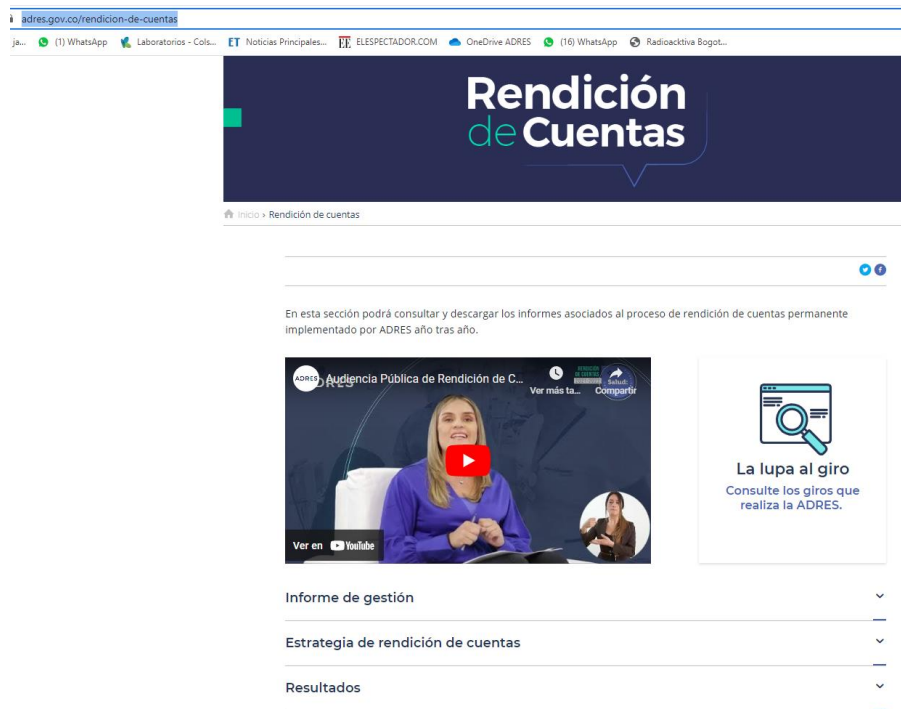 adres.gov.co/rendicion-de-cuentas
ja... (1) WhatsApp Laboratorios - Cols... ET Noticias Principales... EE ELESPECTADOR.COM OneDrive ADRES (16) WhatsApp Radioacktiva Bogot...
Rendición
de Cuentas
Inicio » Rendición de cuentas
En esta sección podrá consultar y descargar los informes asociados al proceso de rendición de cuentas permanente
implementado por ADRES año tras año.
ADRES Audiencia Pública de Rendición de C...
Ver más ta... Compartir
Salud:
La lupa al giro
Consulte los giros que
realiza la ADRES.
Ver en YouTube
Informe de gestión
Estrategia de rendición de cuentas
Resultados